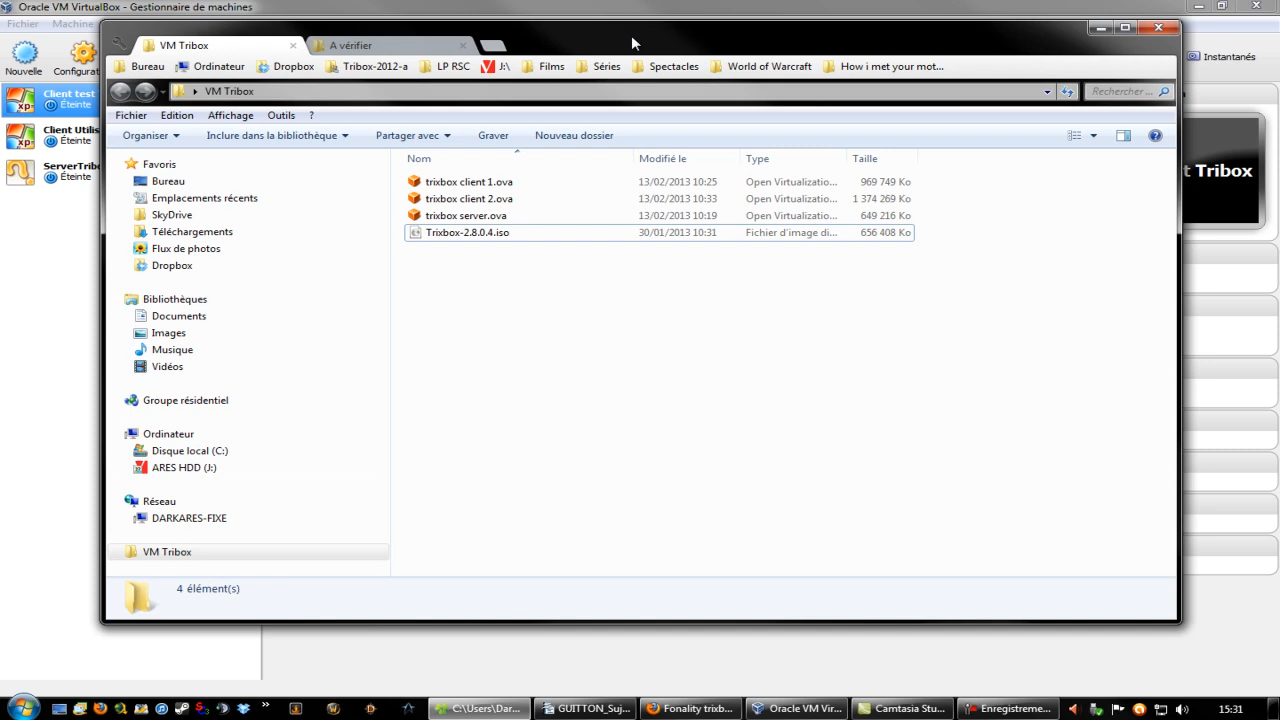 Oracle VM VirtualBox - Gestionnaire de machines
Fichier Machine
Nouvelle Configurat
Client test
Éteinte
Client Utilis
Éteinte
ServerTribo
Éteinte
Instantanés
t Tribox
VM Tribox
A vérifier
Bureau Ordinateur Dropbox Tribox-2012-a LP RSC J:\ Films Séries Spectacles World of Warcraft How i met your mot...
VM Tribox
Rechercher ...
Fichier Edition Affichage Outils ?
Organiser Inclure dans la bibliothèque Partager avec Graver Nouveau dossier
Nom Modifié le Type Taille
trixbox client 1.ova 13/02/2013 10:25 Open Virtualizatio... 969 749 Ko
trixbox client 2.ova 13/02/2013 10:33 Open Virtualizatio... 1 374 269 Ko
trixbox server.ova 13/02/2013 10:19 Open Virtualizatio... 649 216 Ko
Trixbox-2.8.0.4.iso 30/01/2013 10:31 Fichier d'image di... 656 408 Ko
Favoris
Bureau
Emplacements récents
SkyDrive
Téléchargements
Flux de photos
Dropbox
Bibliothèques
Documents
Images
Musique
Vidéos
Groupe résidentiel
Ordinateur
Disque local (C:)
ARES HDD (J:)
Réseau
DARKARES-FIXE
VM Tribox
4 élément(s)
C:\Users\Dar...
GUITTON_Suj...
Fonality trixb...
Oracle VM Vir...
Camtasia Stu...
Enregistreme...
15:31